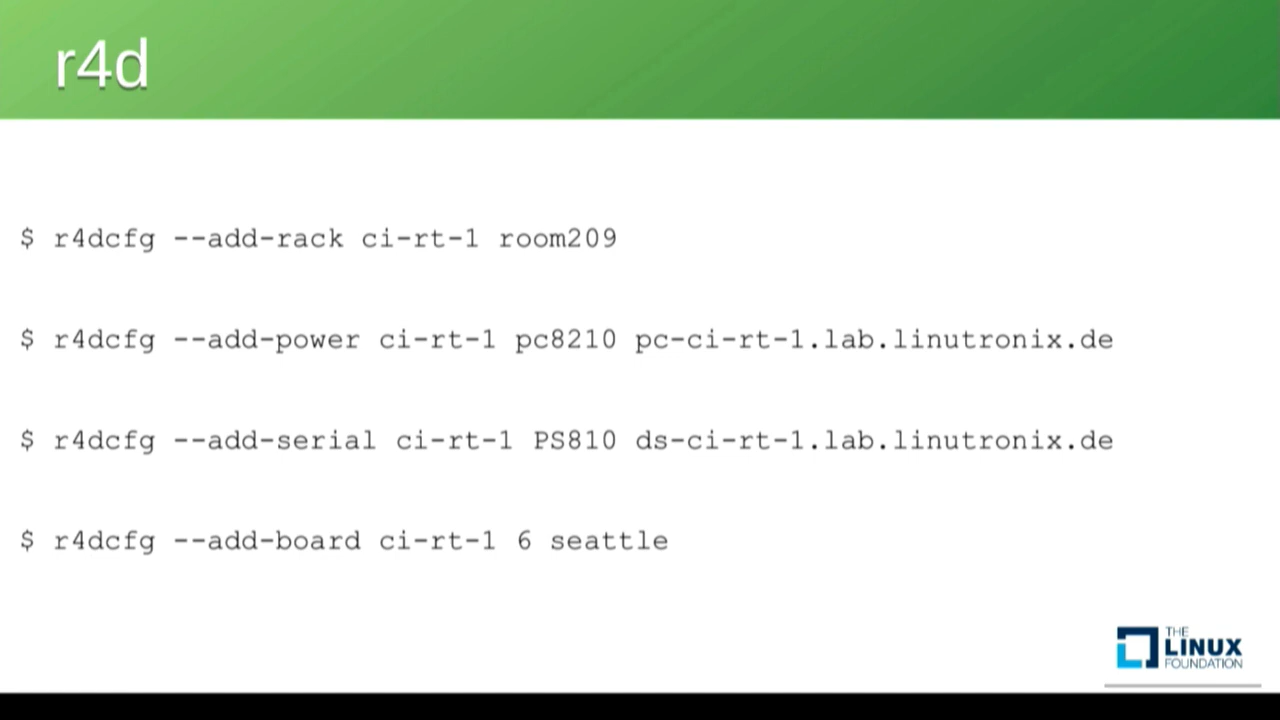 r4d
$ r4dcfg --add-rack ci-rt-1 room209
$ r4dcfg --add-power ci-rt-1 pc8210 pc-ci-rt-1.lab.linutronix.de
$ r4dcfg --add-serial ci-rt-1 PS810 ds-ci-rt-1.lab.linutronix.de
$ r4dcfg --add-board ci-rt-1 6 seattle
THE
LINUX
FOUNDATION